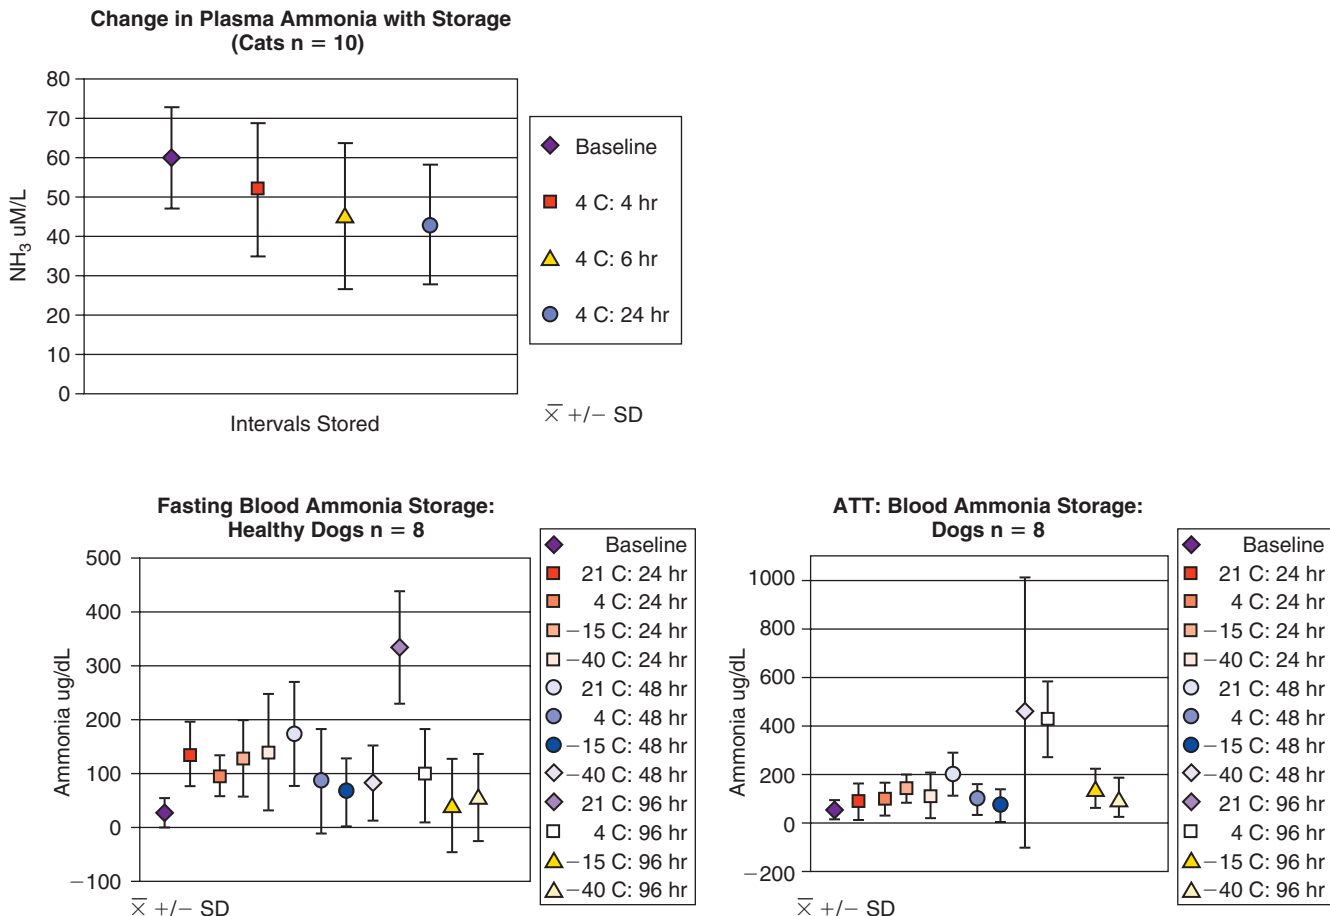 Change in Plasma Ammonia with Storage
(Cats n = 10)
80
70
60
50
40
30
20
10
0
NH3 uM/L
Intervals Stored
Baseline
4 C: 4 hr
4 C: 6 hr
4 C: 24 hr
x̅ +/− SD
Fasting Blood Ammonia Storage:
Healthy Dogs n = 8
500
400
300
200
100
0
−100
Ammonia ug/dL
x̅ +/− SD
Baseline
21 C: 24 hr
4 C: 24 hr
−15 C: 24 hr
−40 C: 24 hr
21 C: 48 hr
4 C: 48 hr
−15 C: 48 hr
−40 C: 48 hr
21 C: 96 hr
4 C: 96 hr
−15 C: 96 hr
−40 C: 96 hr
ATT: Blood Ammonia Storage:
Dogs n = 8
1000
800
600
400
200
0
−200
Ammonia ug/dL
x̅ +/− SD
Baseline
21 C: 24 hr
4 C: 24 hr
−15 C: 24 hr
−40 C: 24 hr
21 C: 48 hr
4 C: 48 hr
−15 C: 48 hr
−40 C: 48 hr
21 C: 96 hr
4 C: 96 hr
−15 C: 96 hr
−40 C: 96 hr